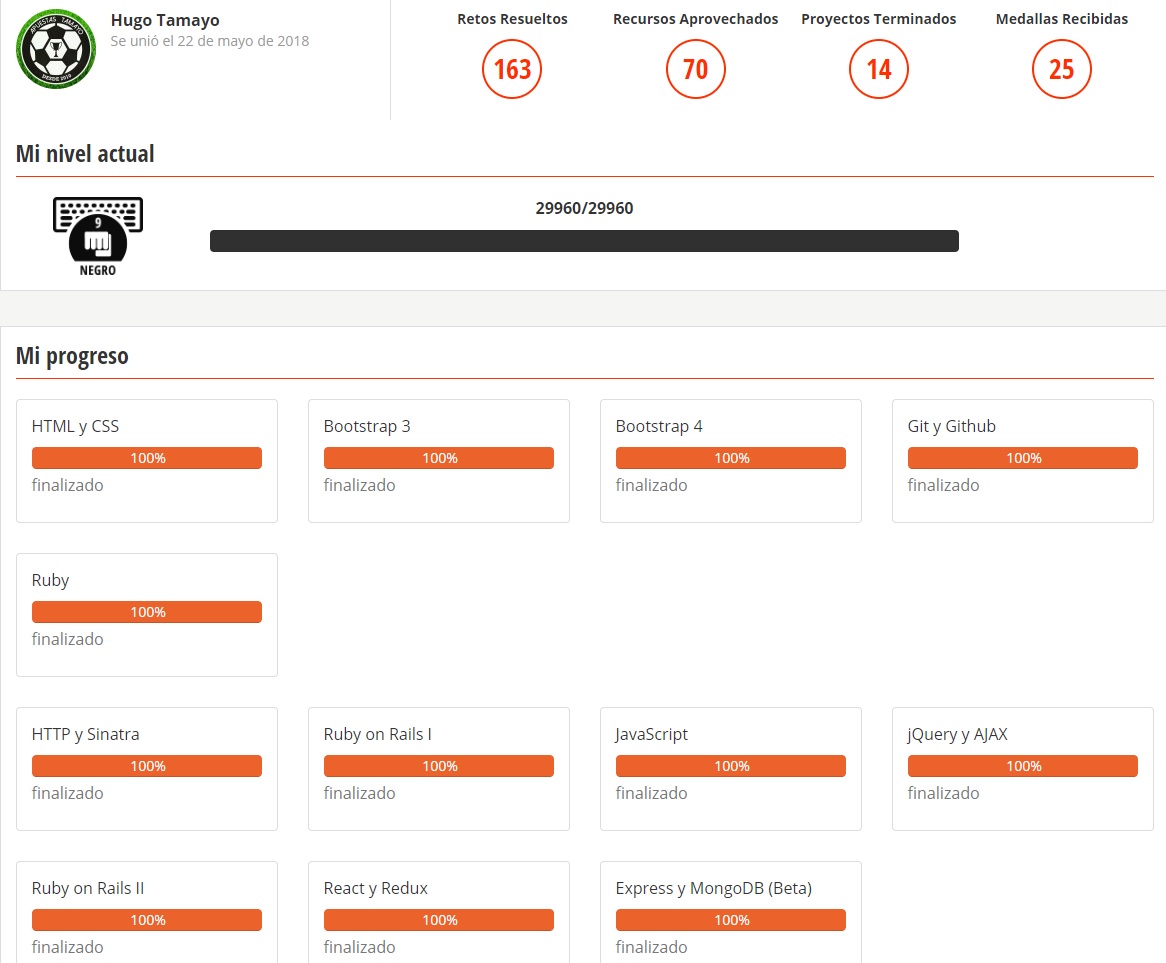 APUESTAS TAMAYO
DESDE 2010
Hugo Tamayo
Se unió el 22 de mayo de 2018
Retos Resueltos
163
Recursos Aprovechados
70
Proyectos Terminados
14
Medallas Recibidas
25
Mi nivel actual
9
NEGRO
29960/29960
Mi progreso
HTML y CSS
100%
finalizado
Bootstrap 3
100%
finalizado
Bootstrap 4
100%
finalizado
Git y Github
100%
finalizado
Ruby
100%
finalizado
HTTP y Sinatra
100%
finalizado
Ruby on Rails I
100%
finalizado
JavaScript
100%
finalizado
jQuery y AJAX
100%
finalizado
Ruby on Rails II
100%
finalizado
React y Redux
100%
finalizado
Express y MongoDB (Beta)
100%
finalizado